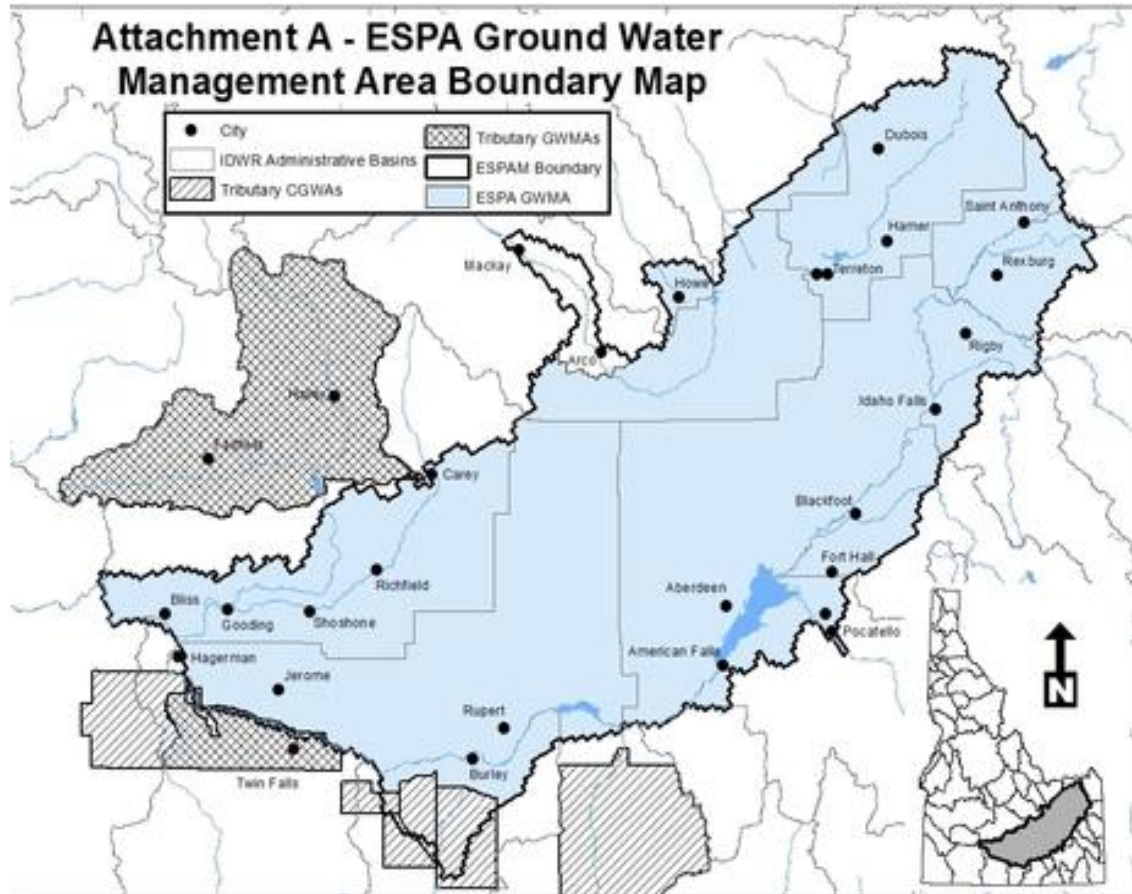 Attachment A - ESPA Ground Water
Management Area Boundary Map
City
IDWR Administrative Basins
Tributary CGWAs
Tributary GWMAs
ESPAM Boundary
ESPA GWMA
Dubois
Saint Anthony
Hamer
Mackay
Terreton
Rexburg
Howe
Arco
Rigby
Hailey
Idaho Falls
Fairfield
Carey
Blackfoot
Fort Hall
Richfield
Aberdeen
Bliss
Gooding
Shoshone
Pocatello
Hagerman
American Falls
Jerome
Rupert
N
Twin Falls
Burley